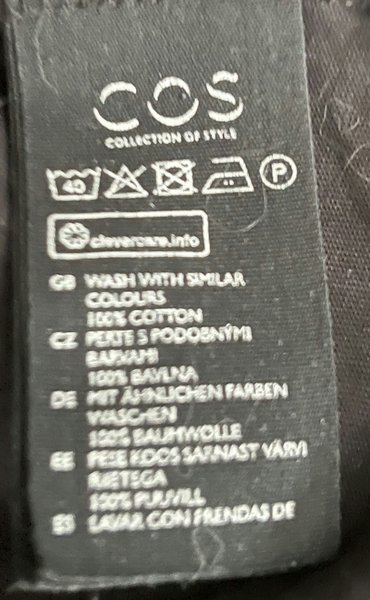 COS
COLLECTION OF STYLE
40 P
clevercare.info
GB WASH WITH SIMILAR
COLOURS
100% COTTON
CZ PERTE S PODOBNÝMI
BARVAMI
100% BAVLNA
DE MIT ÄHNLICHEN FARBEN
WASCHEN
100% BAUMWOLLE
EE PESE KOOS SARNAST VÄRVI
RIIETEGA
100% PUUVILL
ES LAVAR CON PRENDAS DE